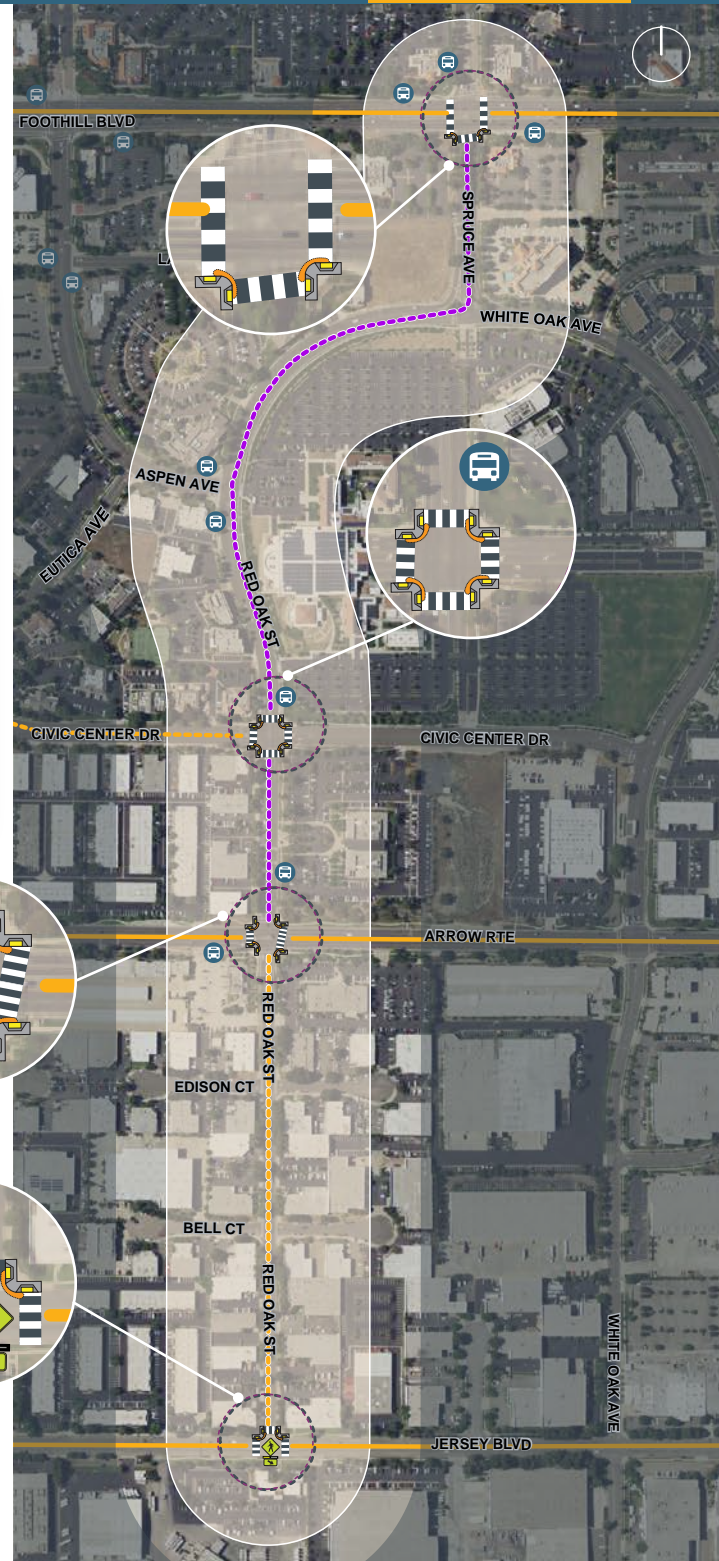 FOOTHILL BLVD
SPRUCE AVE
WHITE OAK AVE
ASPEN AVE
EUTICA AVE
RED OAK ST
CIVIC CENTER DR
CIVIC CENTER DR
ARROW RTE
RED OAK ST
EDISON CT
BELL CT
RED OAK ST
WHITE OAK AVE
JERSEY BLVD